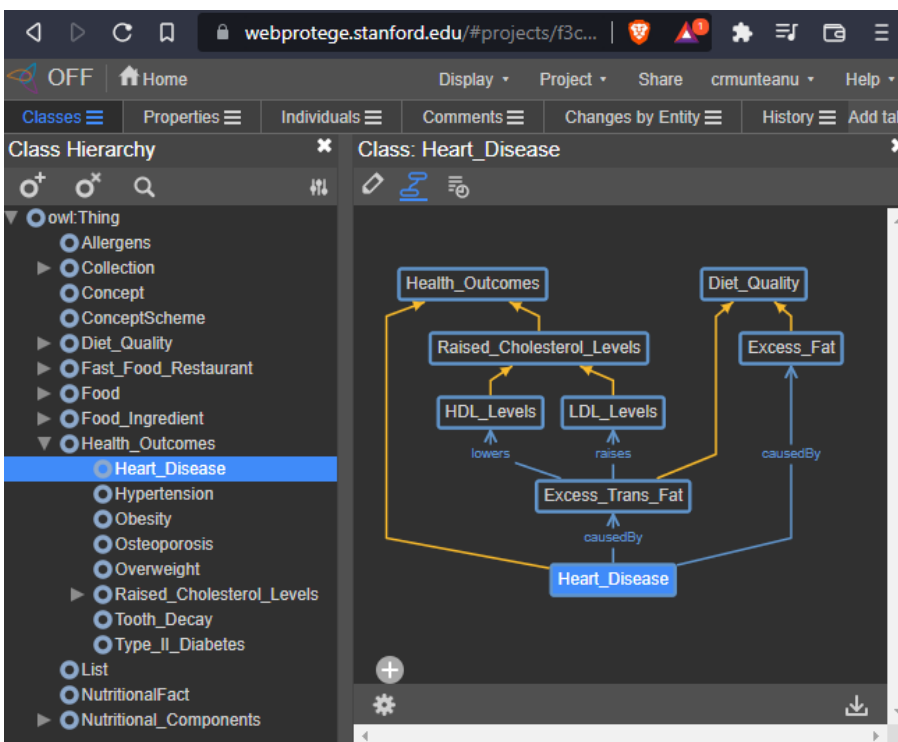 webprotege.stanford.edu/#projects/f3c... 1
OFF Home Display Project Share crmunteanu Help
Classes Properties Individuals Comments Changes by Entity History Add tal
Class Hierarchy
owl:Thing
Allergens
Collection
Concept
ConceptScheme
Diet_Quality
Fast_Food_Restaurant
Food
Food_Ingredient
Health_Outcomes
Heart_Disease
Hypertension
Obesity
Osteoporosis
Overweight
Raised_Cholesterol_Levels
Tooth_Decay
Type_II_Diabetes
List
NutritionalFact
Nutritional_Components
Class: Heart_Disease
Health_Outcomes Diet_Quality
Raised_Cholesterol_Levels Excess_Fat
HDL_Levels LDL_Levels
lowers raises causedBy
Excess_Trans_Fat
causedBy
Heart_Disease